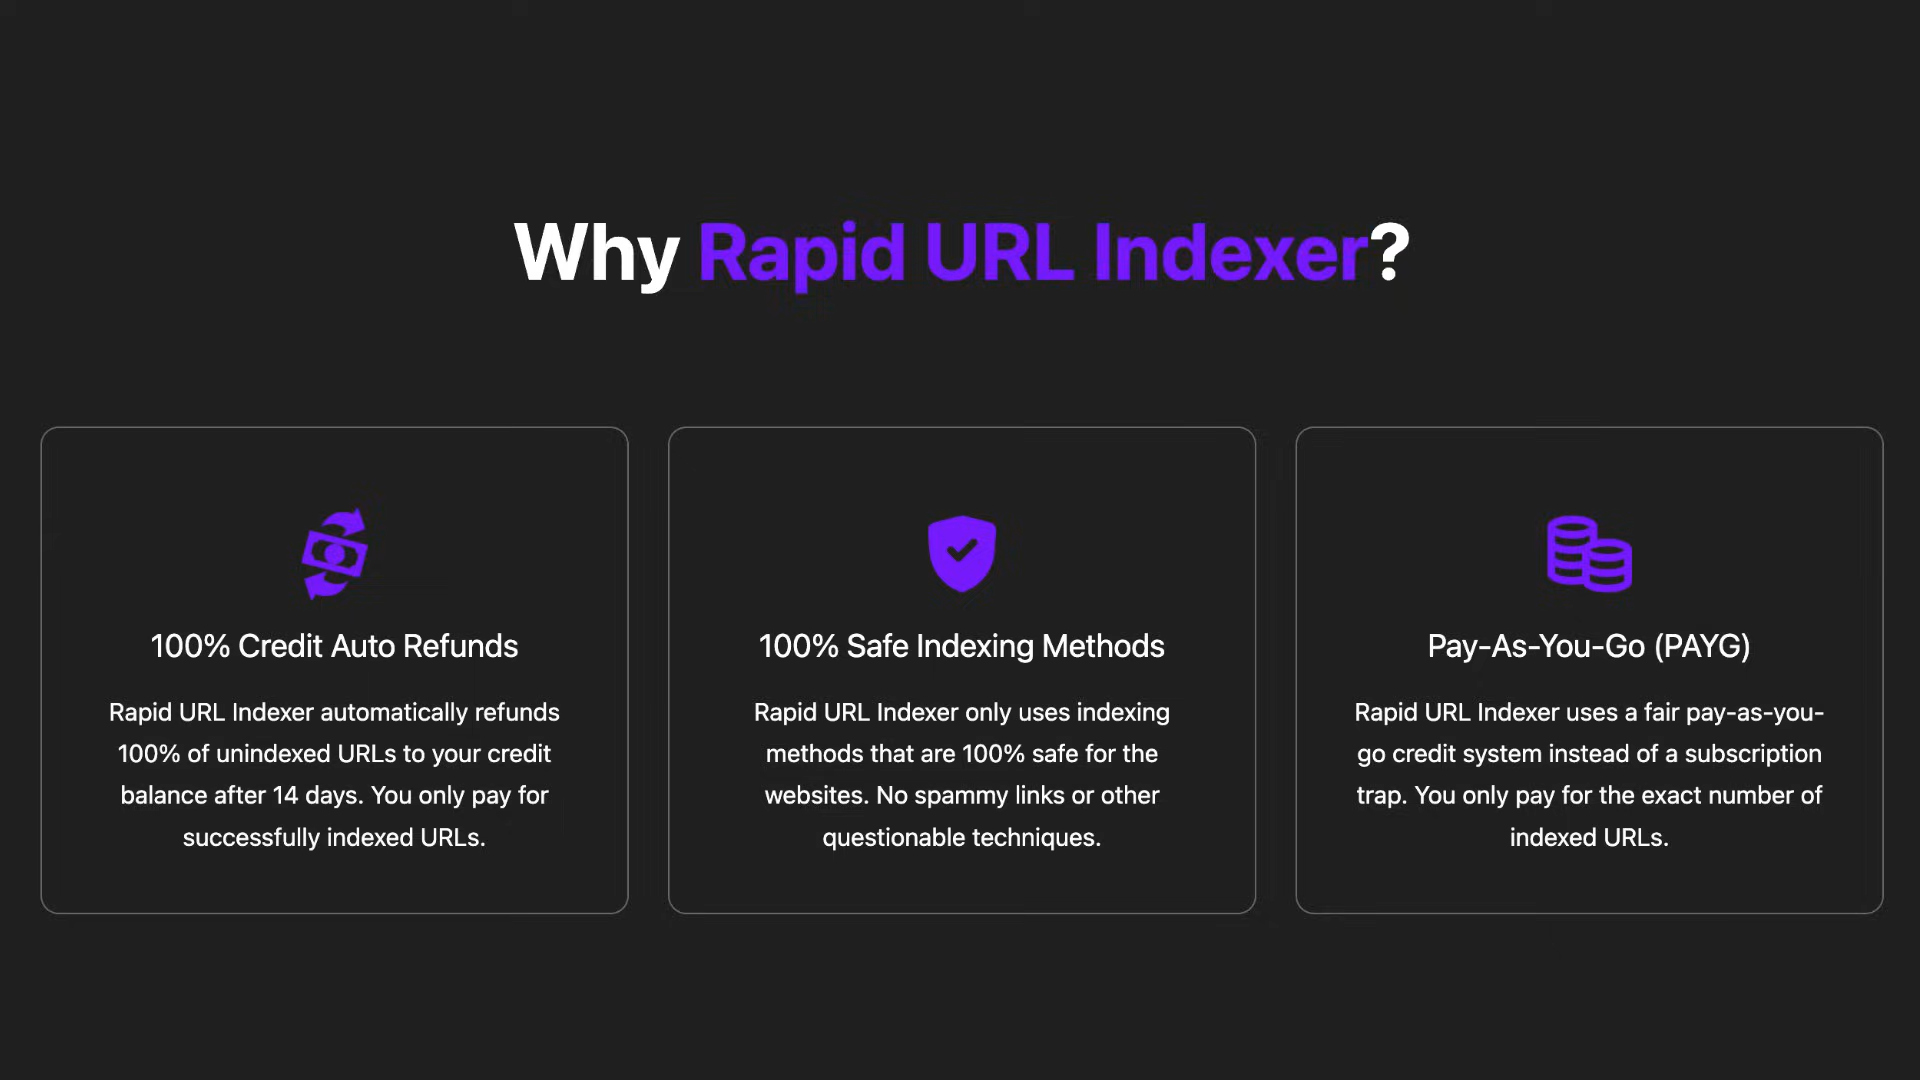 Why Rapid URL Indexer?
100% Credit Auto Refunds
Rapid URL Indexer automatically refunds
100% of unindexed URLs to your credit
balance after 14 days. You only pay for
successfully indexed URLs.
100% Safe Indexing Methods
Rapid URL Indexer only uses indexing
methods that are 100% safe for the
websites. No spammy links or other
questionable techniques.
Pay-As-You-Go (PAYG)
Rapid URL Indexer uses a fair pay-as-you-
go credit system instead of a subscription
trap. You only pay for the exact number of
indexed URLs.